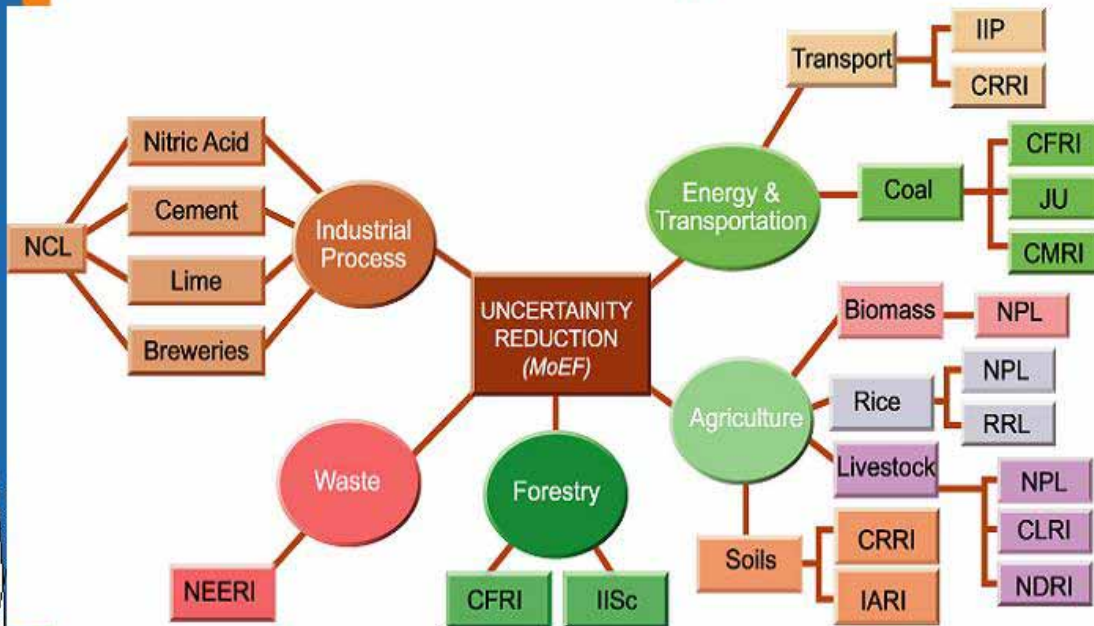 IIP
Transport
CRRI
Nitric Acid
CFRI
Energy &
Transportation
Coal
JU
Cement
CMRI
NCL
Industrial
Process
Lime
UNCERTAINITY
REDUCTION
(MoEF)
Biomass
NPL
Breweries
NPL
Rice
RRL
Agriculture
Livestock
NPL
Waste
Forestry
CLRI
CRRI
Soils
NDRI
NEERI
CFRI
IISc
IARI